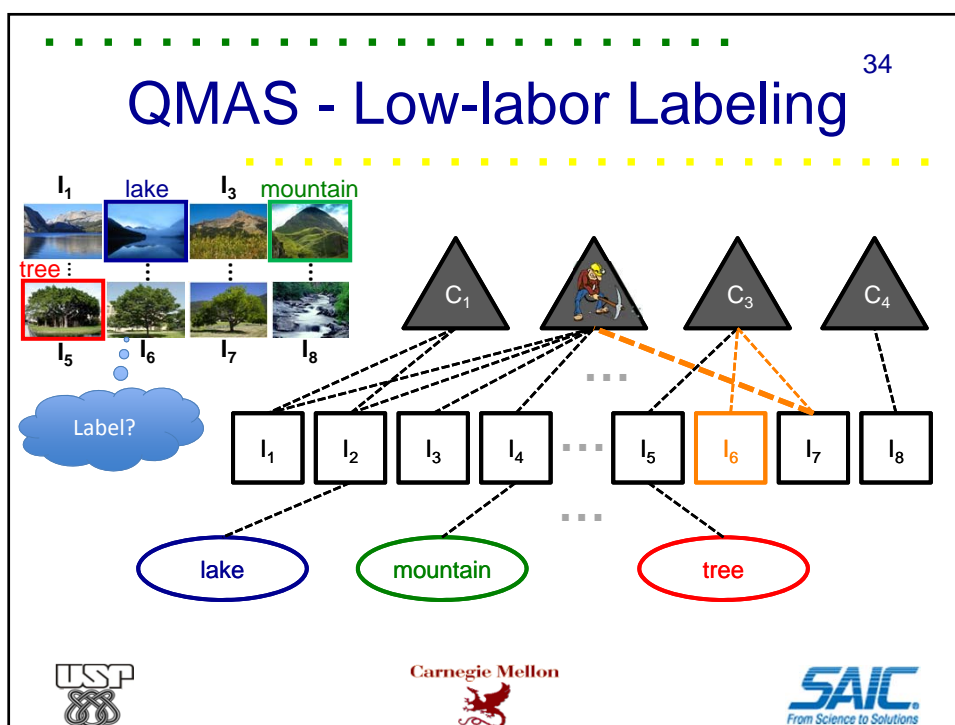 34
QMAS - Low-labor Labeling
I₁ lake I₃ mountain
tree
I₅ I₆ I₇ I₈
Label?
C₁ C₃ C₄
...
I₁ I₂ I₃ I₄ ... I₅ I₆ I₇ I₈
...
lake mountain tree
USP
Carnegie Mellon
SAIC
From Science to Solutions